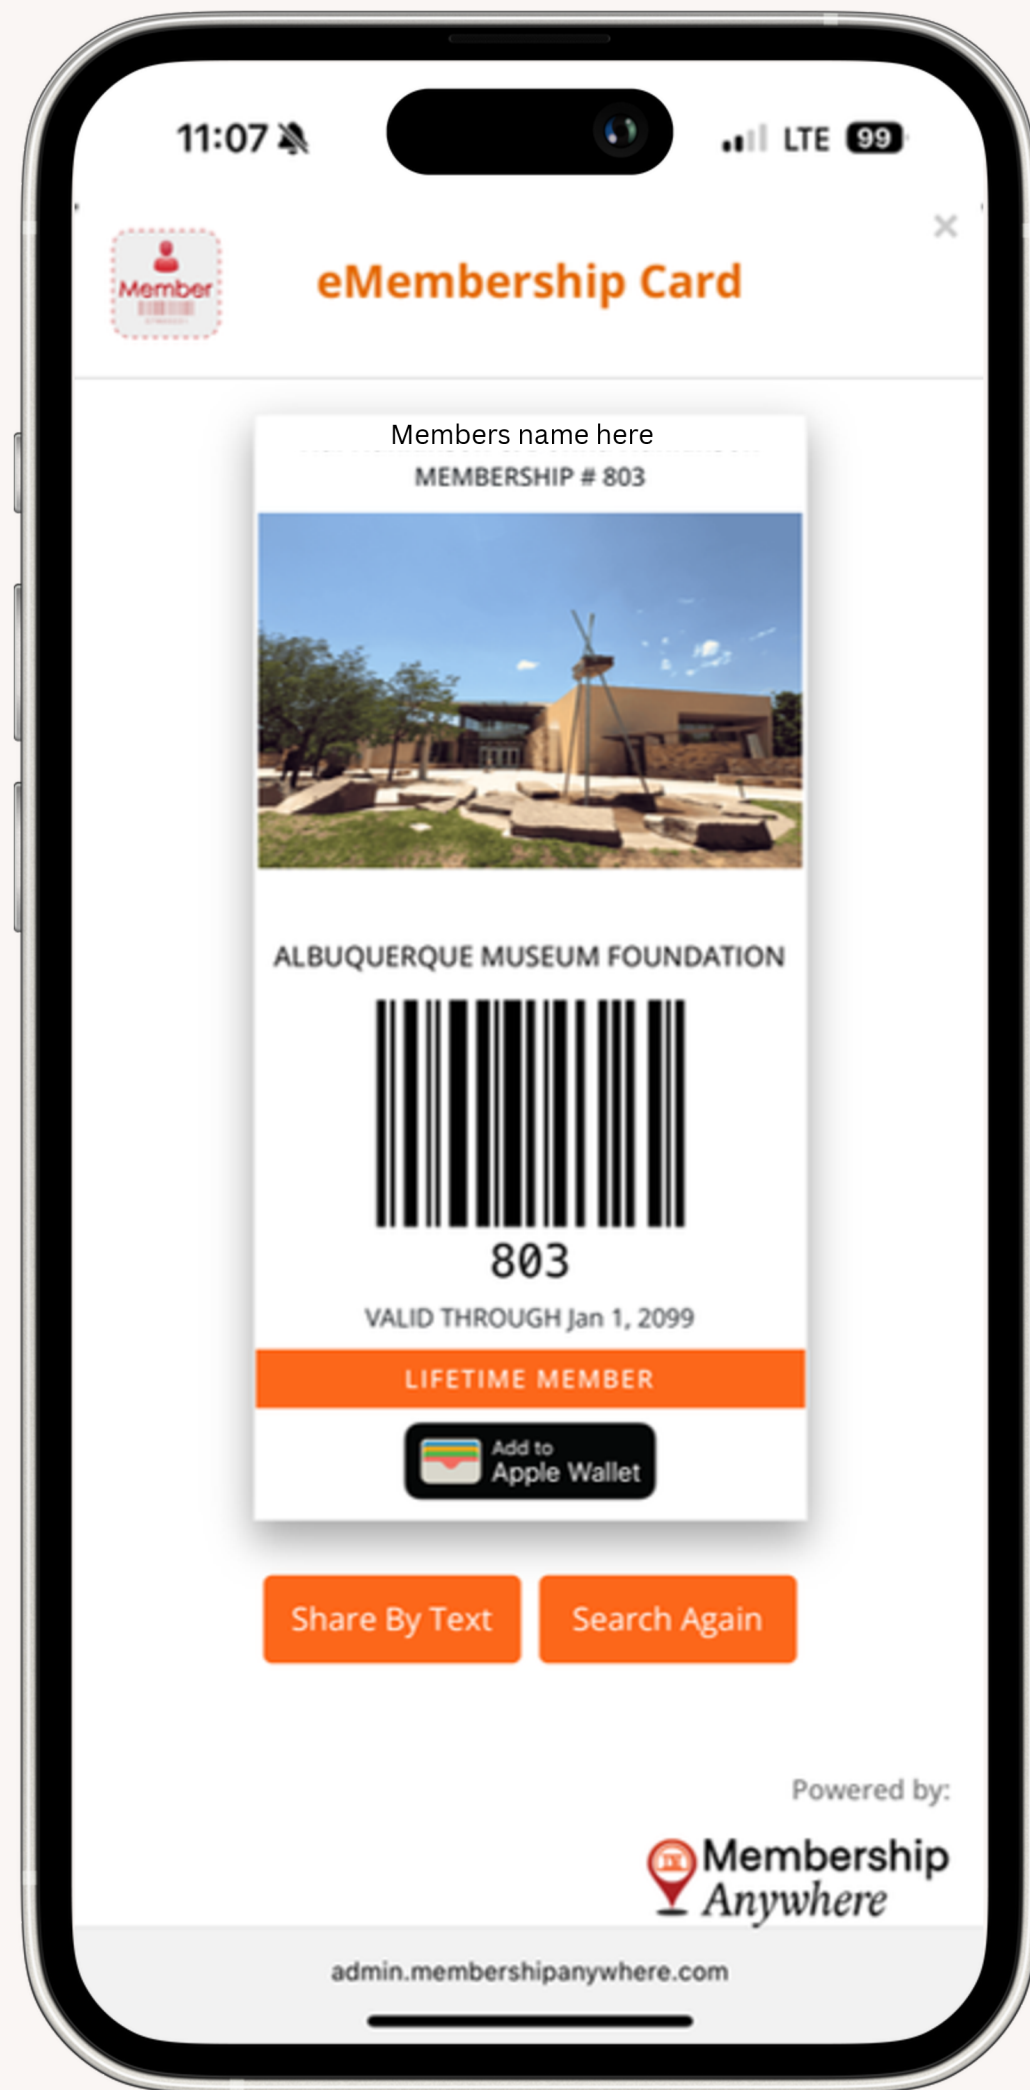 11:07
LTE 99
Member
eMembership Card
×
Members name here
MEMBERSHIP # 803
ALBUQUERQUE MUSEUM FOUNDATION
803
VALID THROUGH Jan 1, 2099
LIFETIME MEMBER
Add to
Apple Wallet
Share By Text
Search Again
Powered by:
Membership
Anywhere
admin.membershipanywhere.com